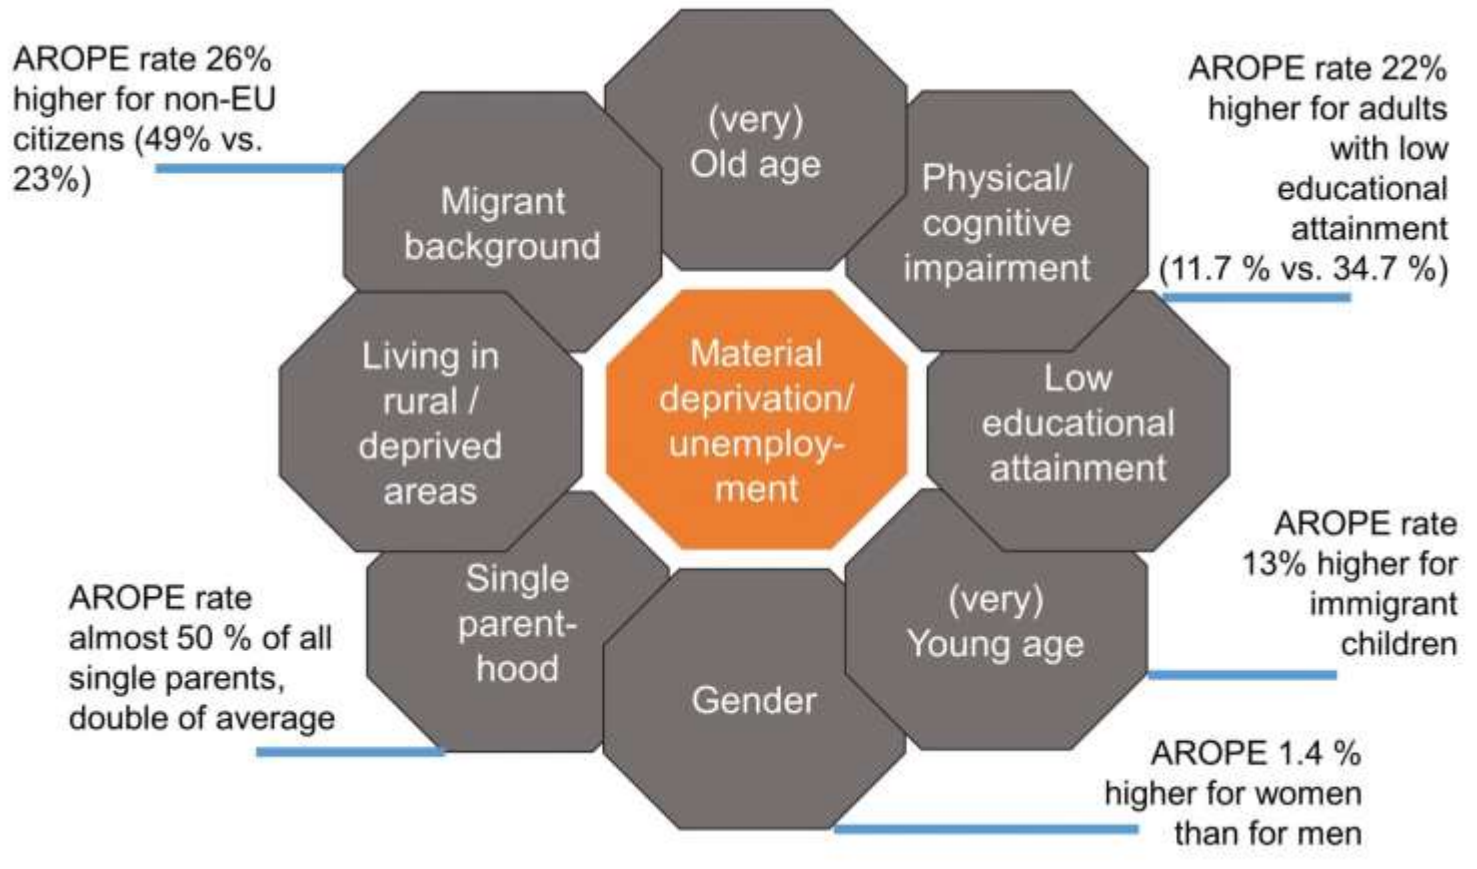 AROPE rate 26%
higher for non-EU
citizens (49% vs.
23%)
(very)
Old age
AROPE rate 22%
higher for adults
with low
educational
attainment
(11.7 % vs. 34.7 %)
Migrant
background
Physical/
cognitive
impairment
Living in
rural /
deprived
areas
Material
deprivation/
unemploy-
ment
Low
educational
attainment
AROPE rate
13% higher for
immigrant
children
AROPE rate
almost 50 % of all
single parents,
double of average
Single
parent-
hood
Gender
(very)
Young age
AROPE 1.4 %
higher for women
than for men